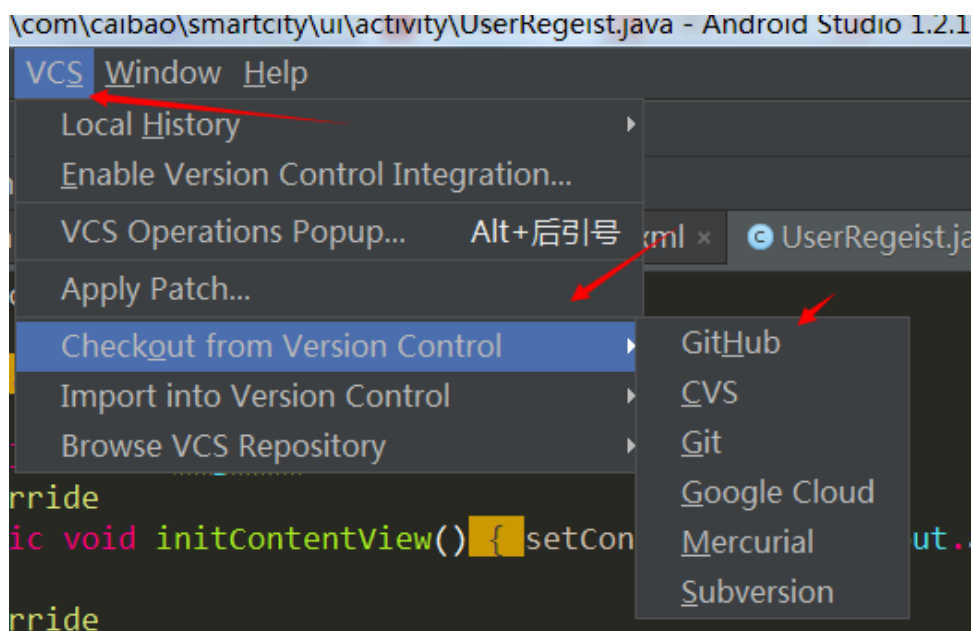 \com\caibao\smartcity\ui\activity\UserRegeist.java - Android Studio 1.2.1
VCS Window Help
Local History
Enable Version Control Integration...
VCS Operations Popup... Alt+后引号
xml × UserRegeist.ja
Apply Patch...
Checkout from Version Control
GitHub
Import into Version Control
CVS
Browse VCS Repository
Git
rride
Google Cloud
ic void initContentView() { setCon
Mercurial
ut.
Subversion
rride